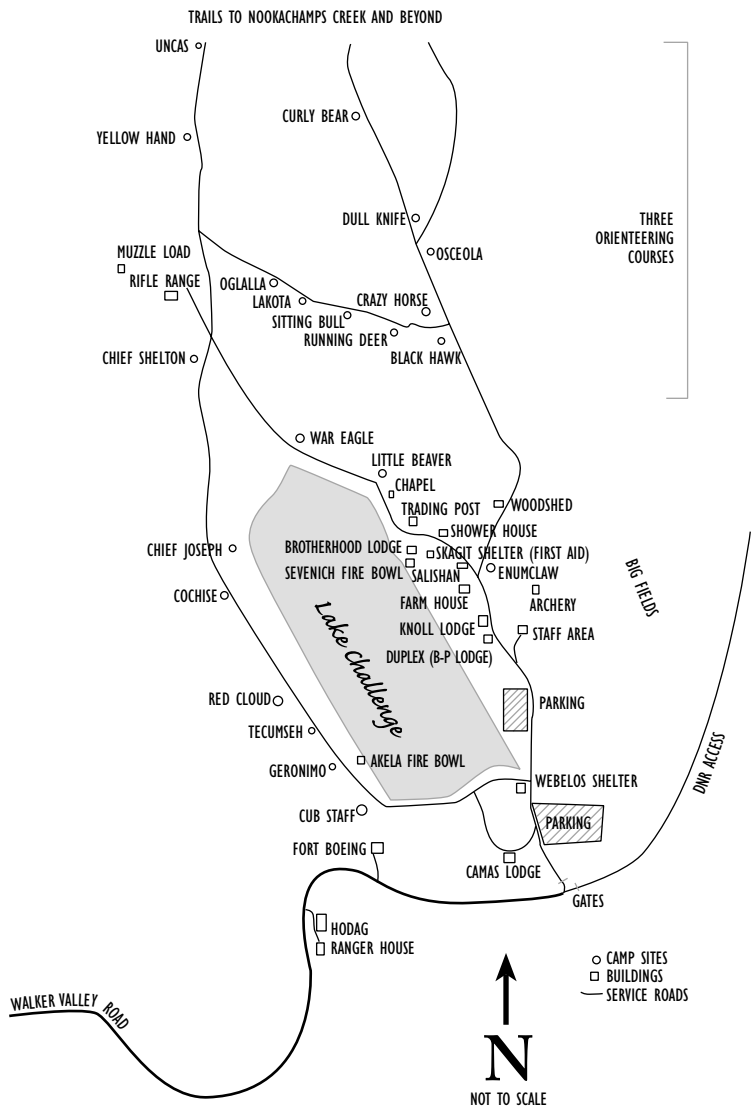 TRAILS TO NOOKACHAMPS CREEK AND BEYOND
UNCAS
CURLY BEAR
YELLOW HAND
DULL KNIFE
THREE
ORIENTEERING
COURSES
MUZZLE LOAD
OSCEOLA
RIFLE RANGE
OGLALLA
LAKOTA
CRAZY HORSE
SITTING BULL
RUNNING DEER
CHIEF SHELTON
BLACK HAWK
WAR EAGLE
LITTLE BEAVER
CHAPEL
TRADING POST
WOODSHED
SHOWER HOUSE
CHIEF JOSEPH
BROTHERHOOD LODGE
SKAGIT SHELTER (FIRST AID)
SEVENICH FIRE BOWL
SALISHAN
ENUMCLAW
BIG FIELDS
COCHISE
FARM HOUSE
ARCHERY
KNOLL LODGE
STAFF AREA
Lake Challenge
DUPLEX (B-P LODGE)
RED CLOUD
PARKING
TECUMSEH
DNR ACCESS
AKELA FIRE BOWL
GERONIMO
WEBELOS SHELTER
CUB STAFF
PARKING
FORT BOEING
CAMAS LODGE
GATES
HODAG
RANGER HOUSE
CAMP SITES
BUILDINGS
SERVICE ROADS
WALKER VALLEY ROAD
N
NOT TO SCALE